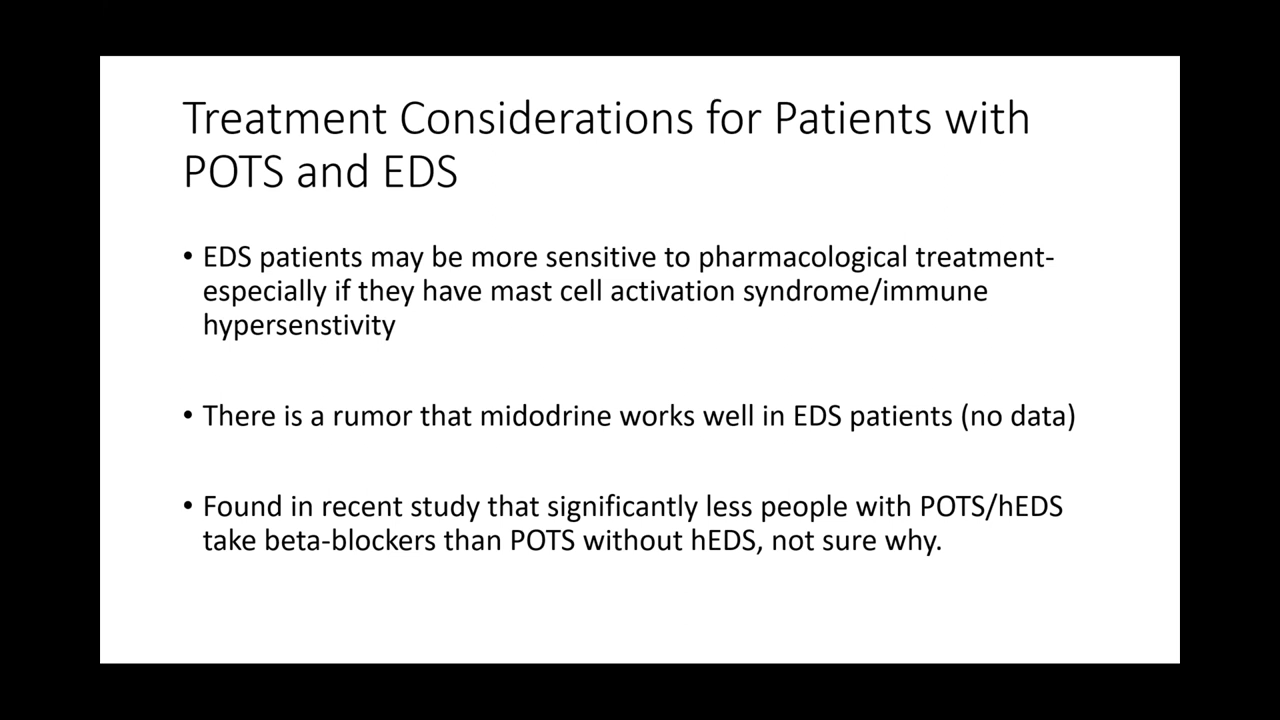 Treatment Considerations for Patients with
POTS and EDS
• EDS patients may be more sensitive to pharmacological treatment-
especially if they have mast cell activation syndrome/immune
hypersenstivity
• There is a rumor that midodrine works well in EDS patients (no data)
• Found in recent study that significantly less people with POTS/hEDS
take beta-blockers than POTS without hEDS, not sure why.